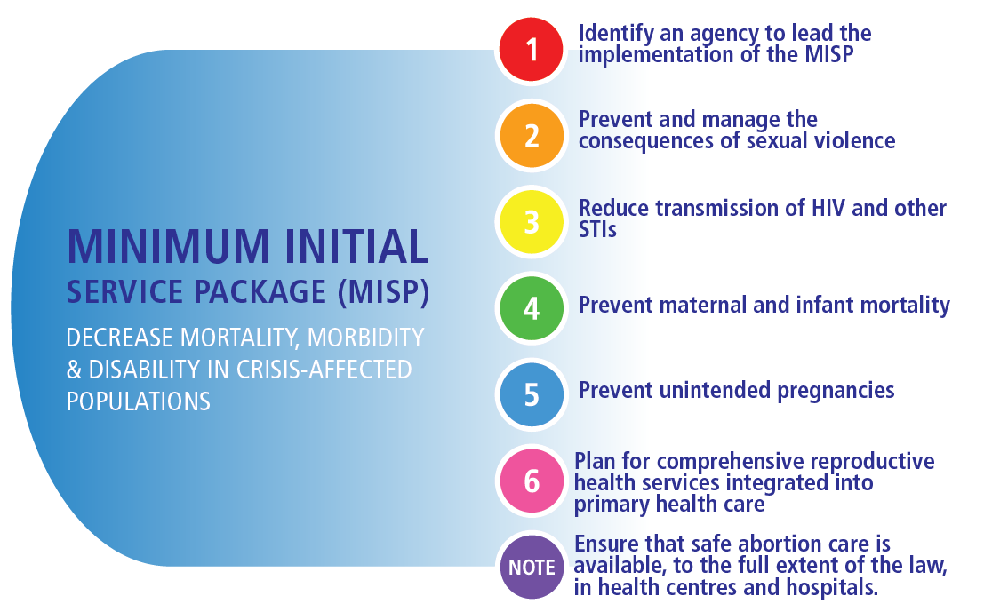 MINIMUM INITIAL
SERVICE PACKAGE (MISP)
DECREASE MORTALITY, MORBIDITY
& DISABILITY IN CRISIS-AFFECTED
POPULATIONS
1
Identify an agency to lead the
implementation of the MISP
2
Prevent and manage the
consequences of sexual violence
3
Reduce transmission of HIV and other
STIs
4
Prevent maternal and infant mortality
5
Prevent unintended pregnancies
6
Plan for comprehensive reproductive
health services integrated into
primary health care
NOTE
Ensure that safe abortion care is
available, to the full extent of the law,
in health centres and hospitals.